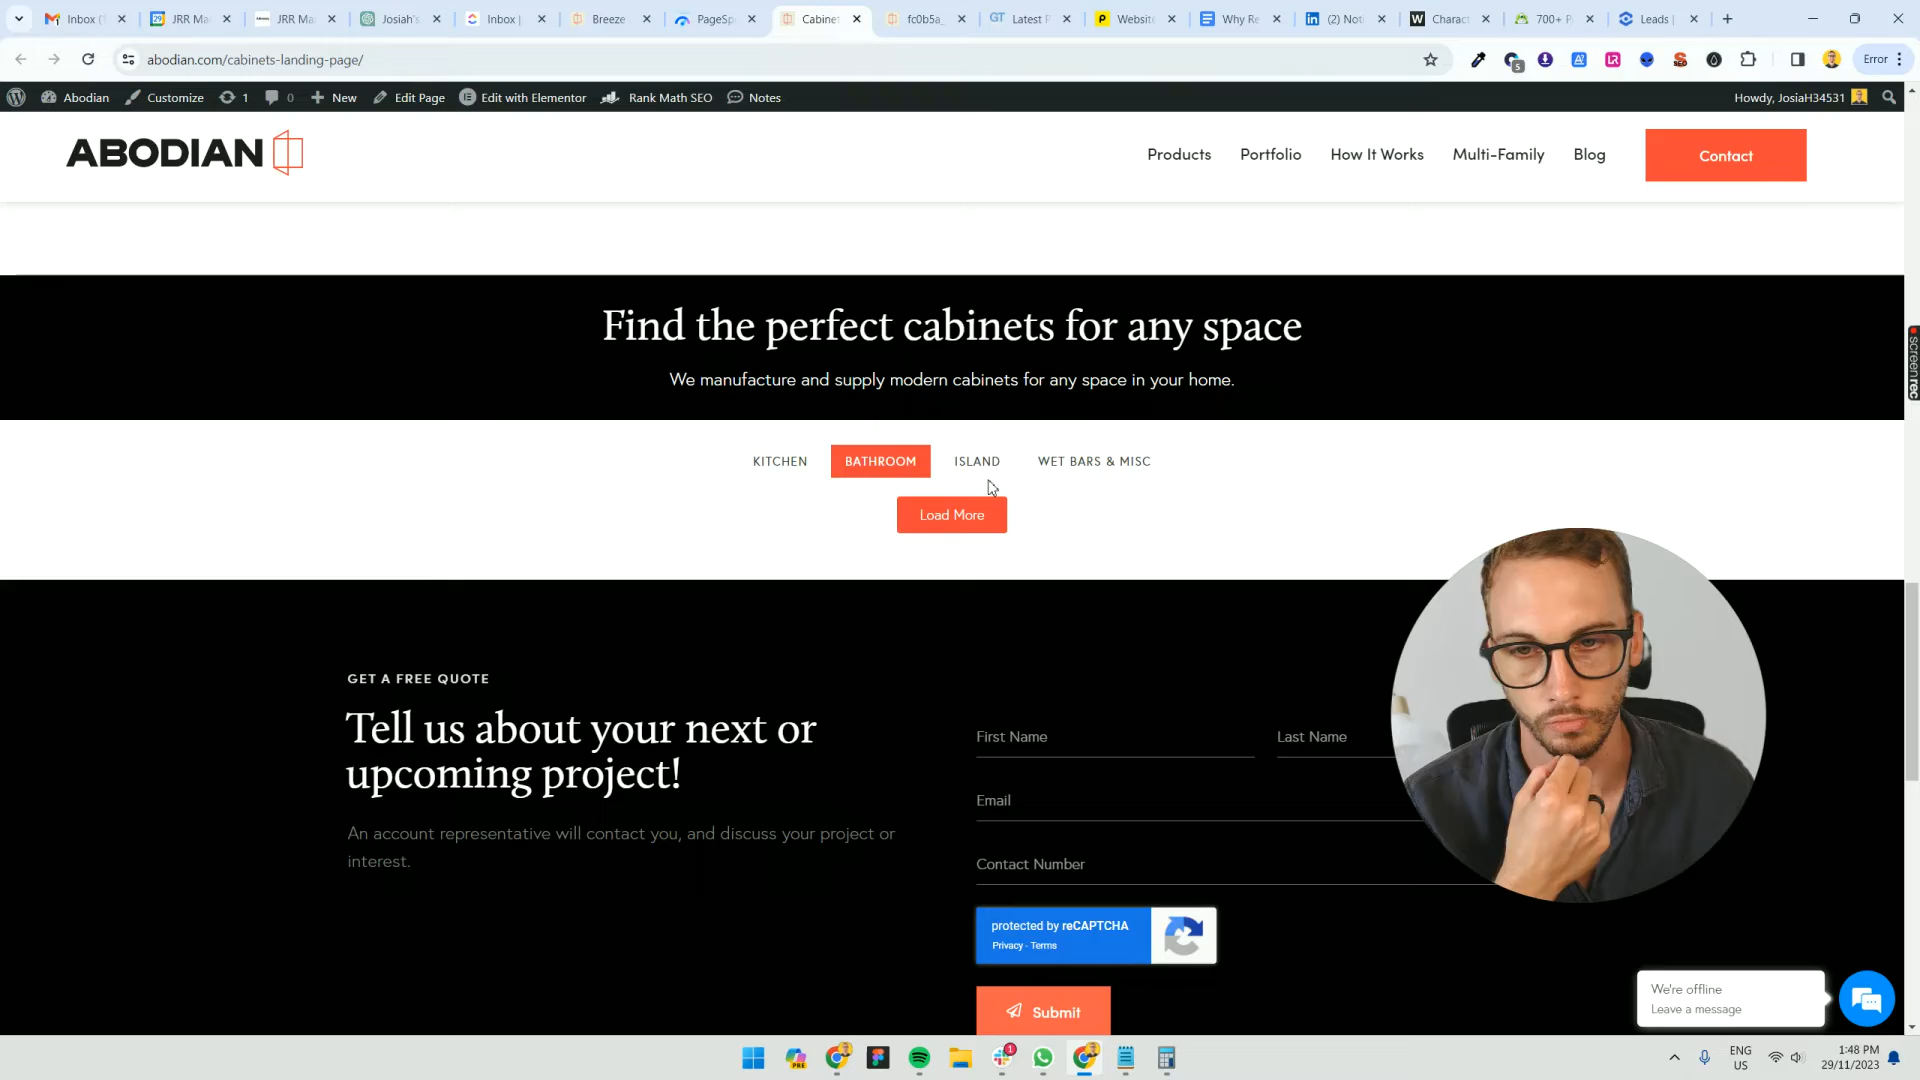 Inbox (
JRR Ma
JRR Ma
Josiah's
Inbox |
Breeze
PageSp
Cabine
fc0b5a_
Latest P
Website
Why Re
(2) Not
Charact
700+ P
Leads |
abodian.com/cabinets-landing-page/
Error
Abodian
Customize
1
0
New
Edit Page
Edit with Elementor
Rank Math SEO
Notes
Howdy, JosiaH34531
ABODIAN
Products
Portfolio
How It Works
Multi-Family
Blog
Contact
screenrec
Find the perfect cabinets for any space
We manufacture and supply modern cabinets for any space in your home.
KITCHEN
BATHROOM
ISLAND
WET BARS & MISC
Load More
GET A FREE QUOTE
Tell us about your next or
upcoming project!
An account representative will contact you, and discuss your project or
interest.
First Name
Last Name
Email
Contact Number
protected by reCAPTCHA
Privacy - Terms
Submit
We're offline
Leave a message
ENG
US
1:48 PM
29/11/2023